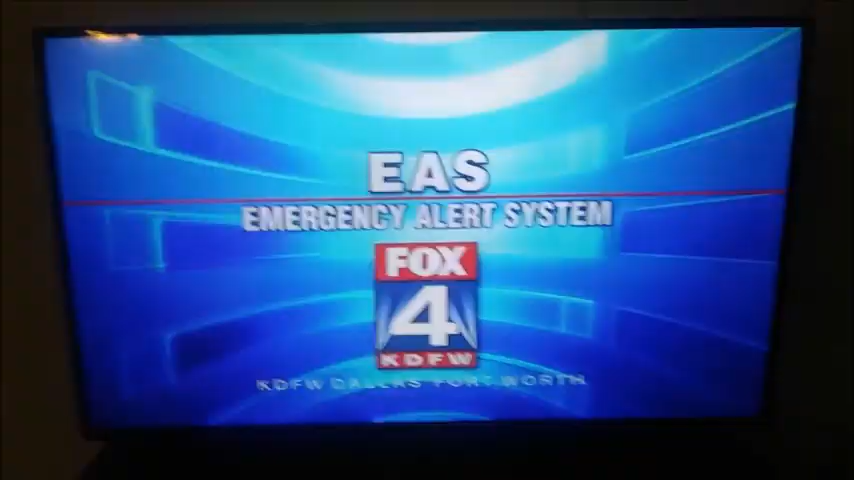 EAS
EMERGENCY ALERT SYSTEM
FOX
4
KDFW
KDFW DALLAS FORT WORTH